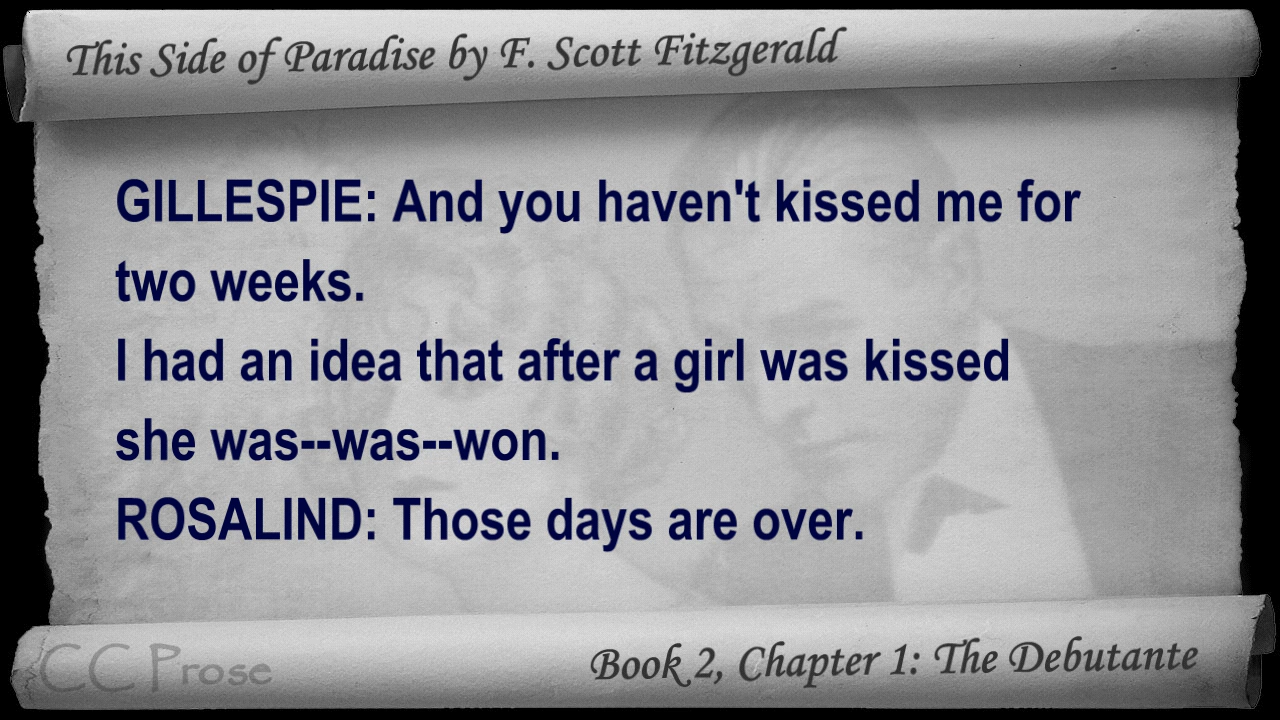 This Side of Paradise by F. Scott Fitzgerald
GILLESPIE: And you haven't kissed me for
two weeks.
I had an idea that after a girl was kissed
she was--was--won.
ROSALIND: Those days are over.
CC Prose
Book 2, Chapter 1: The Debutante